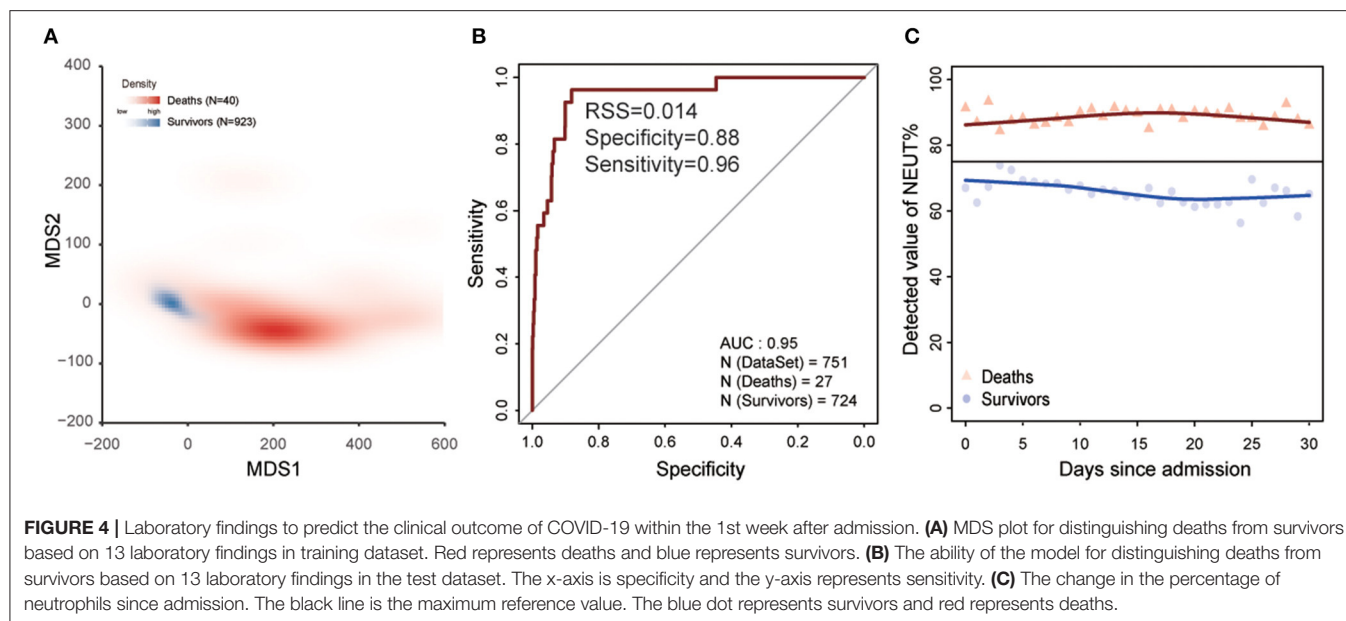 A
400
300
200
100
0
−100
−200
MDS2
−200
0
200
400
600
MDS1
Density
low
high
Deaths (N=40)
Survivors (N=923)
B
1.0
0.8
0.6
0.4
0.2
0.0
Sensitivity
1.0
0.8
0.6
0.4
0.2
0.0
Specificity
RSS=0.014
Specificity=0.88
Sensitivity=0.96
AUC : 0.95
N (DataSet) = 751
N (Deaths) = 27
N (Survivors) = 724
C
100
80
60
40
20
0
Detected value of NEUT%
Deaths
Survivors
0
5
10
15
20
25
30
Days since admission
FIGURE 4 | Laboratory findings to predict the clinical outcome of COVID-19 within the 1st week after admission. (A) MDS plot for distinguishing deaths from survivors
based on 13 laboratory findings in training dataset. Red represents deaths and blue represents survivors. (B) The ability of the model for distinguishing deaths from
survivors based on 13 laboratory findings in the test dataset. The x-axis is specificity and the y-axis represents sensitivity. (C) The change in the percentage of
neutrophils since admission. The black line is the maximum reference value. The blue dot represents survivors and red represents deaths.